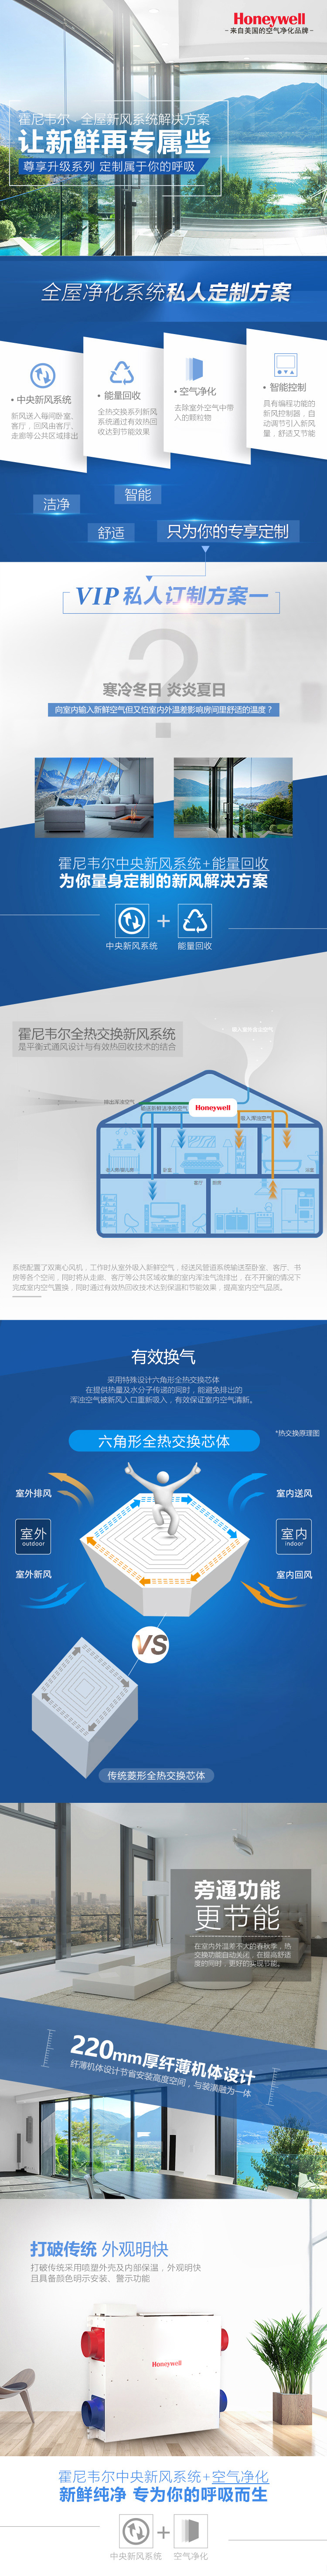 Honeywell
-来自美国的空气净化品牌-
霍尼韦尔-全屋新风系统解决方案
让新鲜再专属些
尊享升级系列 定制属于你的呼吸
全屋净化系统私人定制方案
• 中央新风系统
新风送入每间卧室、
客厅，回风由客厅、
走廊等公共区域排出
• 能量回收
全热交换系列新风
系统通过有效热回
收达到节能效果
• 空气净化
去除室外空气中带
入的颗粒物
• 智能控制
具有编程功能的
新风控制器，自
动调节引入新风
量，舒适又节能
智能
洁净
舒适
只为你的专享定制
VIP 私人订制方案一
?
寒冷冬日 炎炎夏日
向室内输入新鲜空气但又怕室内外温差影响房间里舒适的温度？
霍尼韦尔中央新风系统+能量回收
为你量身定制的新风解决方案
中央新风系统 + 能量回收
霍尼韦尔全热交换新风系统
是平衡式通风设计与有效热回收技术的结合
排出浑浊空气
输送新鲜洁净的空气
Honeywell
输入浑浊空气
卧室
浴室
客厅
厨房
系统配置了双离心风机，工作时从室外吸入新鲜空气，经送风管道系统输送至卧室、客厅、书
房等各个空间，同时将从走廊、客厅等公共区域收集的室内浑浊气流排出，在不开窗的情况下
完成室内空气置换，同时通过有效热回收技术达到保温和节能效果，提高室内空气品质。
有效换气
采用特殊设计六角形全热交换芯体
在提供热量及水分子传递的同时，能避免排出的
浑浊空气被新风入口重新吸入，有效保证室内空气清新。
*热交换原理图
六角形全热交换芯体
室外排风
室内送风
室外
outdoor
室内
indoor
室外新风
室内回风
VS
传统菱形全热交换芯体
旁通功能
更节能
在室内外温差不大的春秋季，热
交换功能自动关闭，在提高舒适
度的同时，更好的实现节能。
220mm厚纤薄机体设计
纤薄机体设计节省安装高度空间，与装潢融为一体
打破传统 外观明快
打破传统采用喷塑外壳及内部保温，外观明快
且具备颜色明示安装、警示功能
Honeywell
霍尼韦尔中央新风系统+空气净化
新鲜纯净 专为你的呼吸而生
中央新风系统 + 空气净化